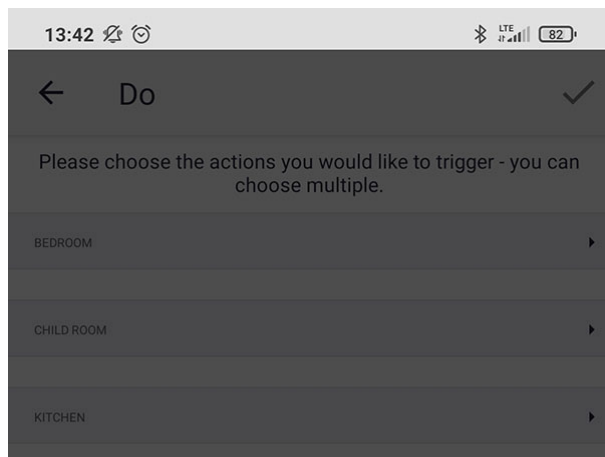 13:42 LTE 82
Do
Please choose the actions you would like to trigger - you can
choose multiple.
BEDROOM
CHILD ROOM
KITCHEN